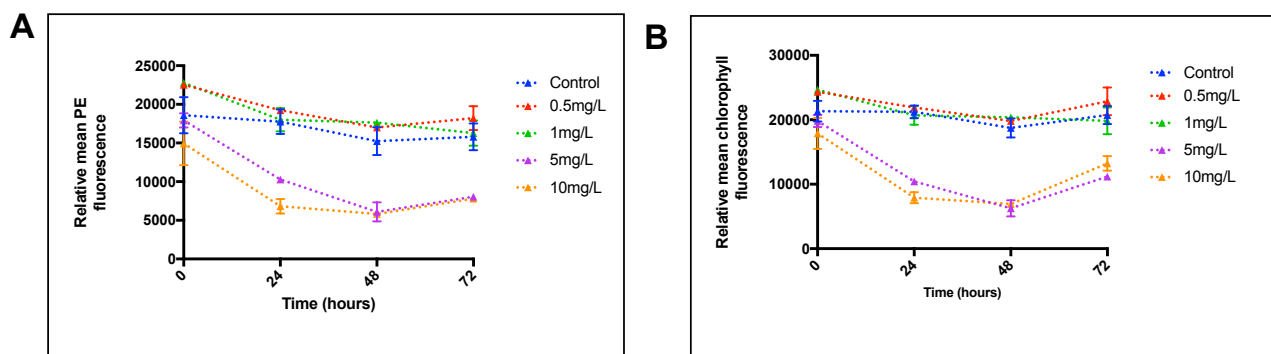 A
Relative mean PE
fluorescence
25000
20000
15000
10000
5000
0
0
24
48
72
Time (hours)
Control
0.5mg/L
1mg/L
5mg/L
10mg/L
B
Relative mean chlorophyll
fluorescence
30000
20000
10000
0
0
24
48
72
Time (hours)
Control
0.5mg/L
1mg/L
5mg/L
10mg/L